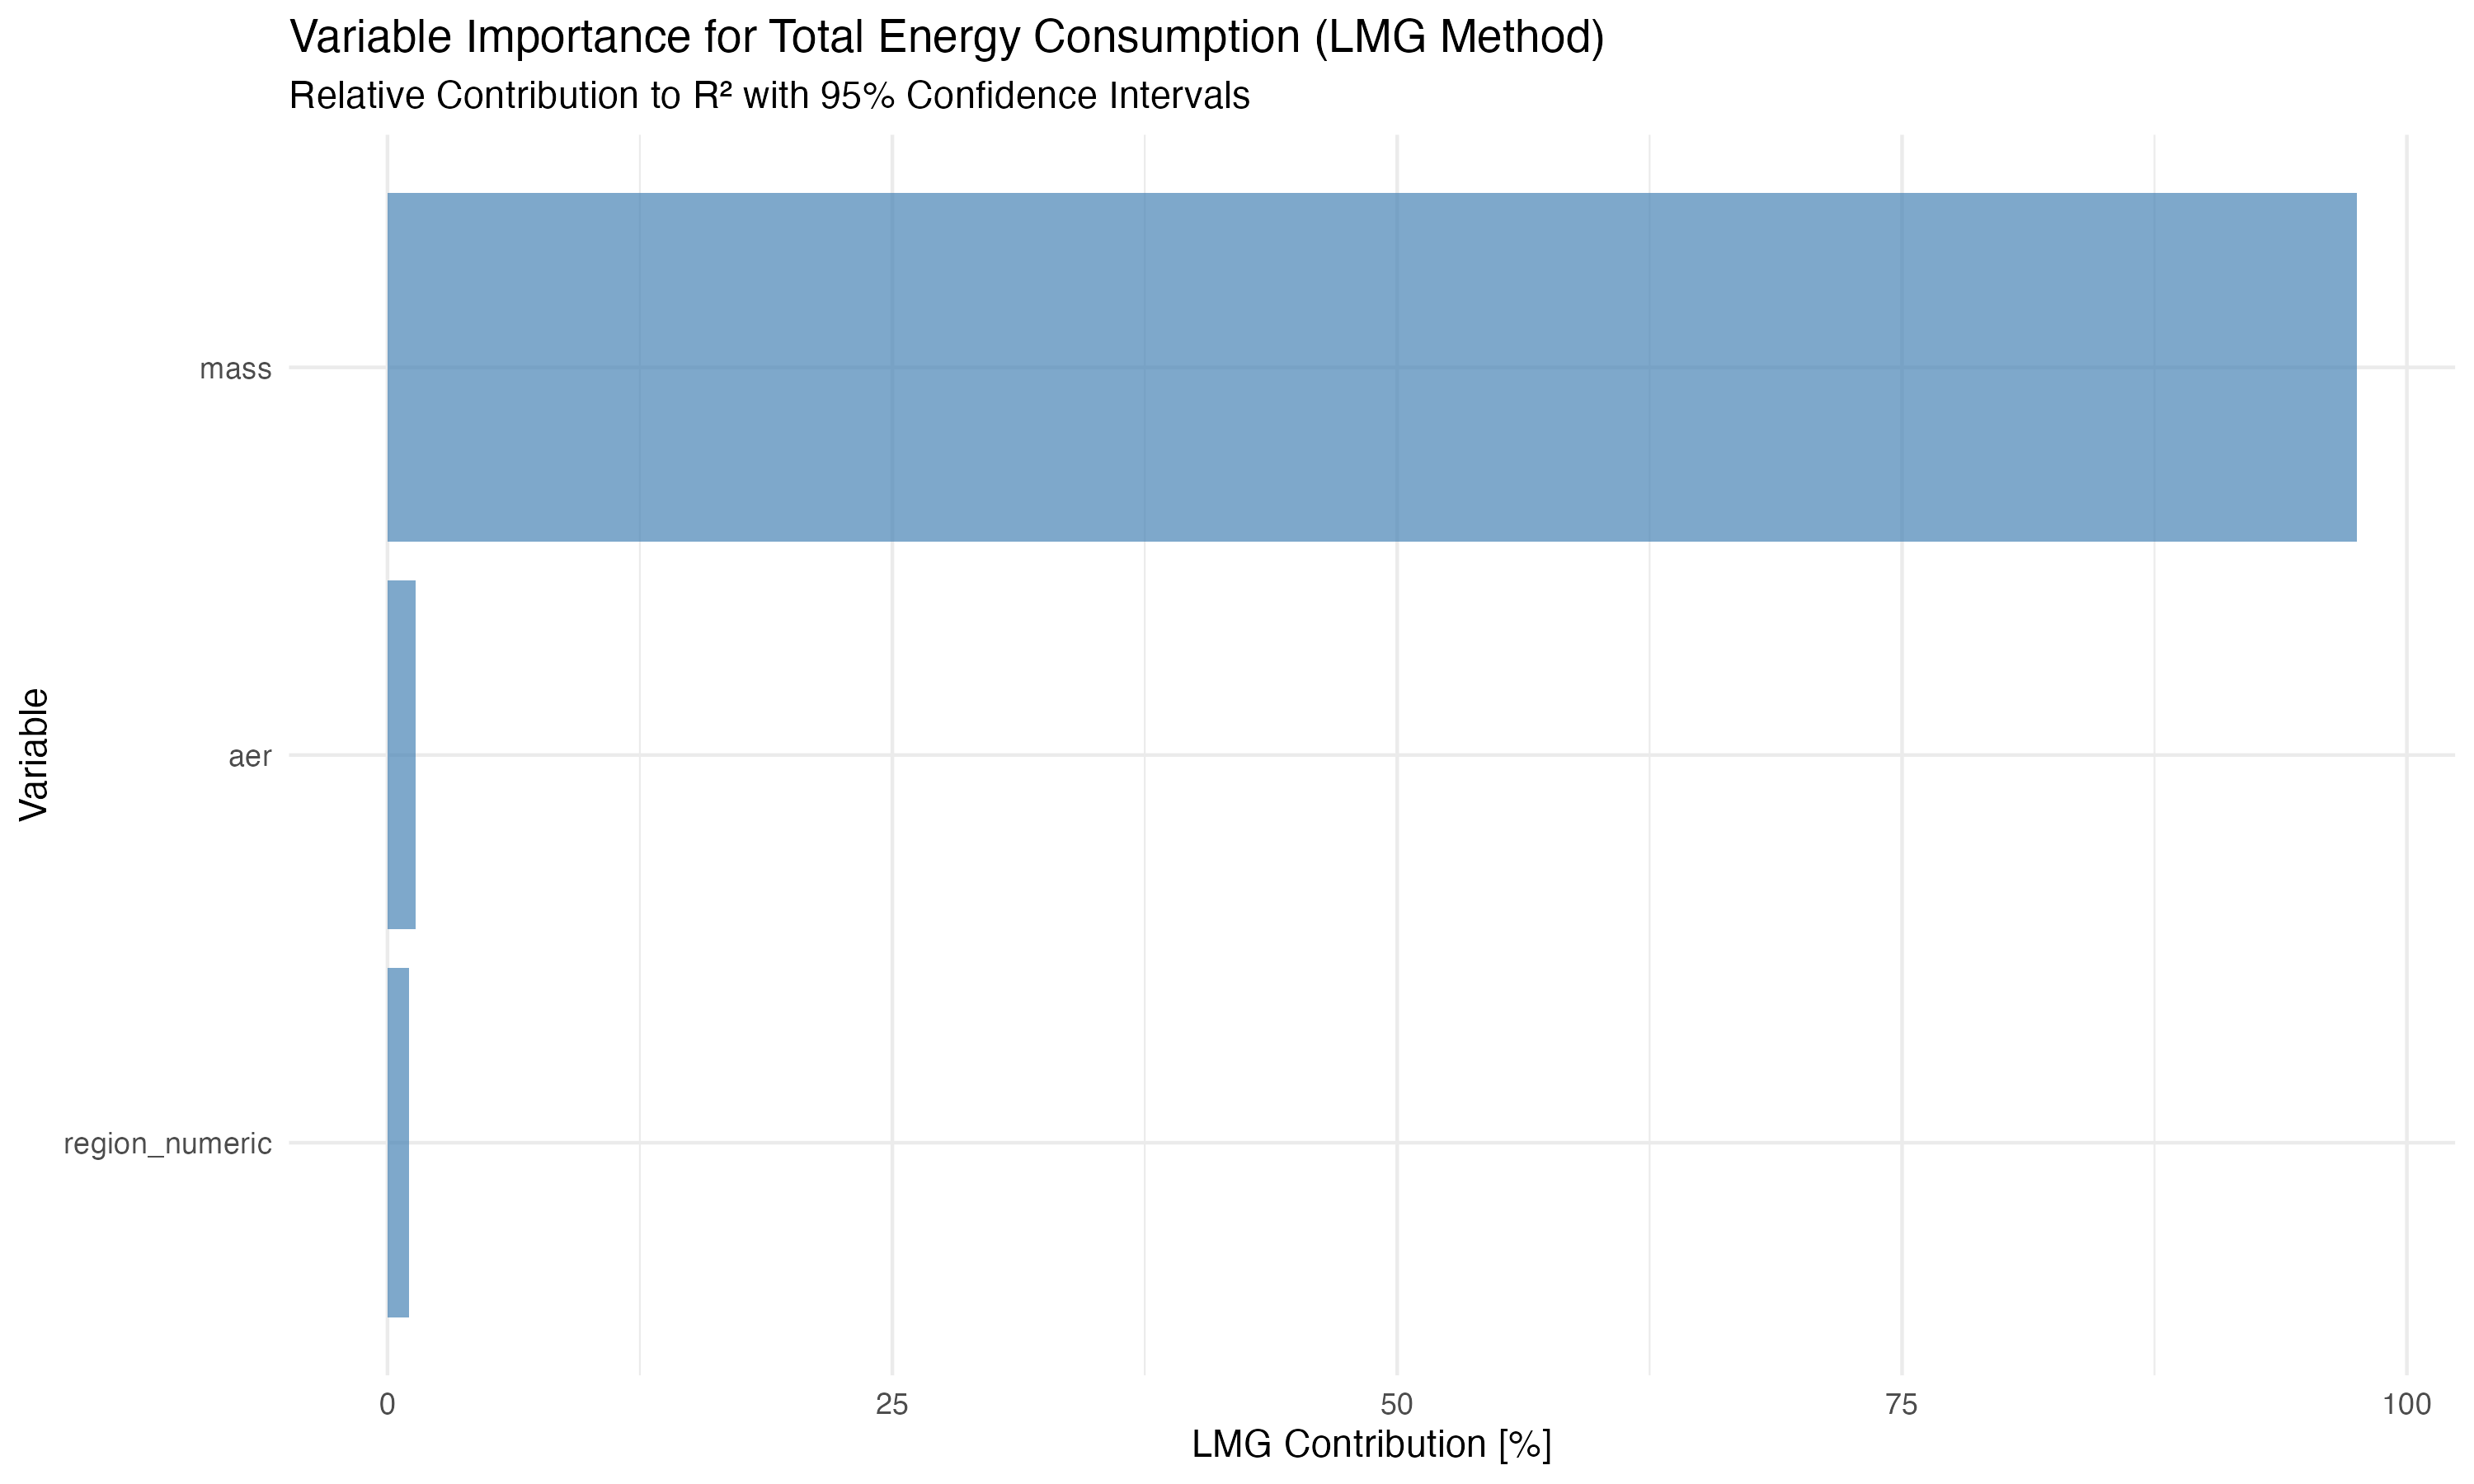 Variable Importance for Total Energy Consumption (LMG Method)
Relative Contribution to R² with 95% Confidence Intervals
Variable
mass
aer
region_numeric
0 25 50 75 100
LMG Contribution [%]